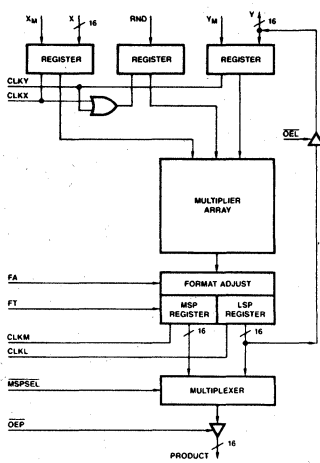 XM X 16 RND YM Y 16
REGISTER REGISTER REGISTER
CLKY
CLKX
OEL
MULTIPLIER
ARRAY
FA
FORMAT ADJUST
FT
MSP
REGISTER
LSP
REGISTER
CLKM
16 16
CLKL
MSPSEL
MULTIPLEXER
OEP
16
PRODUCT